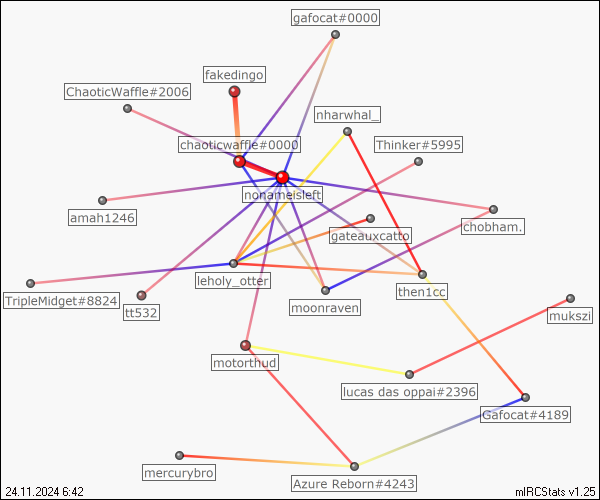 gafocat#0000
fakedingo
ChaoticWaffle#2006
nharwhal_
chaoticwaffle#0000
Thinker#5995
nonameisleft
amah1246
chobham.
gateauxcatto
leholy_otter
then1cc
TripleMidget#8824
tt532
moonraven
mukszi
motorthud
lucas das oppai#2396
Gafocat#4189
mercurybro
Azure Reborn#4243
24.11.2024 6:42
mIRCStats v1.25